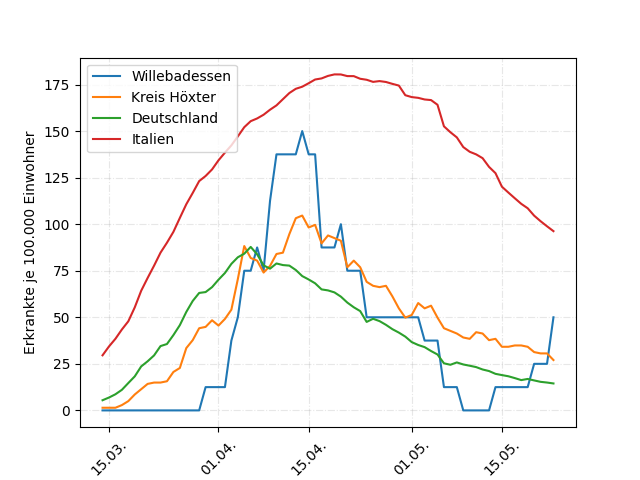 Willebadessen
Kreis Höxter
Deutschland
Italien
Erkrankte je 100.000 Einwohner
175
150
125
100
75
50
25
0
15.03.
01.04.
15.04.
01.05.
15.05.